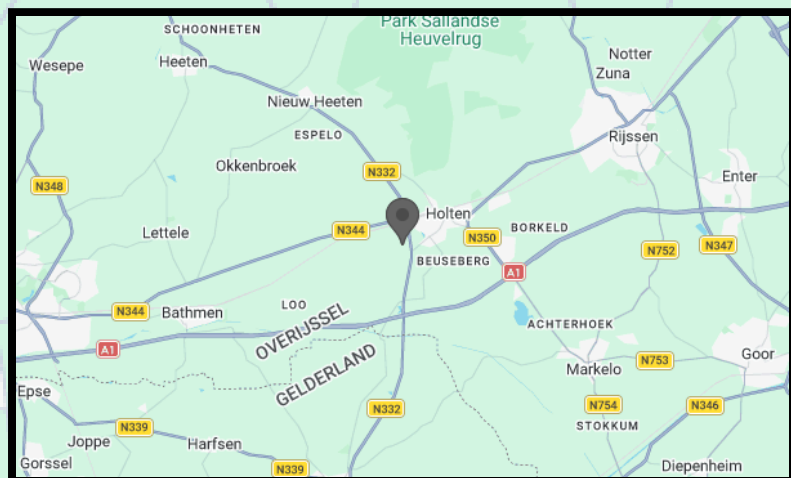 Park Sallandse
Heuvelrug
SCHOONHETEN
Notter
Wesepe
Heeten
Zuna
Nieuw Heeten
ESPELO
Rijssen
Okkenbroek
N332
Enter
N348
Holten
Lettele
N344
BORKELD
N350
N347
N752
BEUSEBERG
A1
LOO
N344
Bathmen
OVERIJSSEL
ACHTERHOEK
A1
GELDERLAND
Goor
N753
Markelo
Epse
N332
N754
N346
N339
STOKKUM
Joppe
Harfsen
Gorssel
N339
Diepenheim